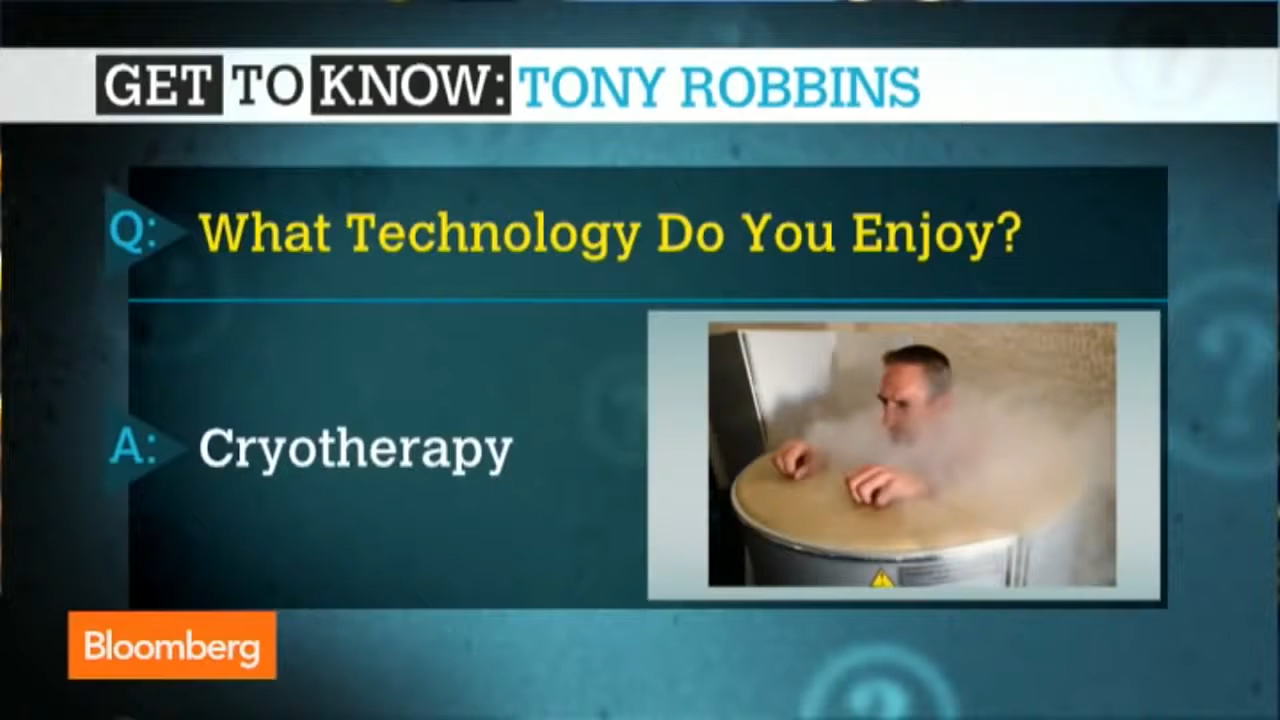 GET TO KNOW: TONY ROBBINS
Q: What Technology Do You Enjoy?
A: Cryotherapy
Bloomberg